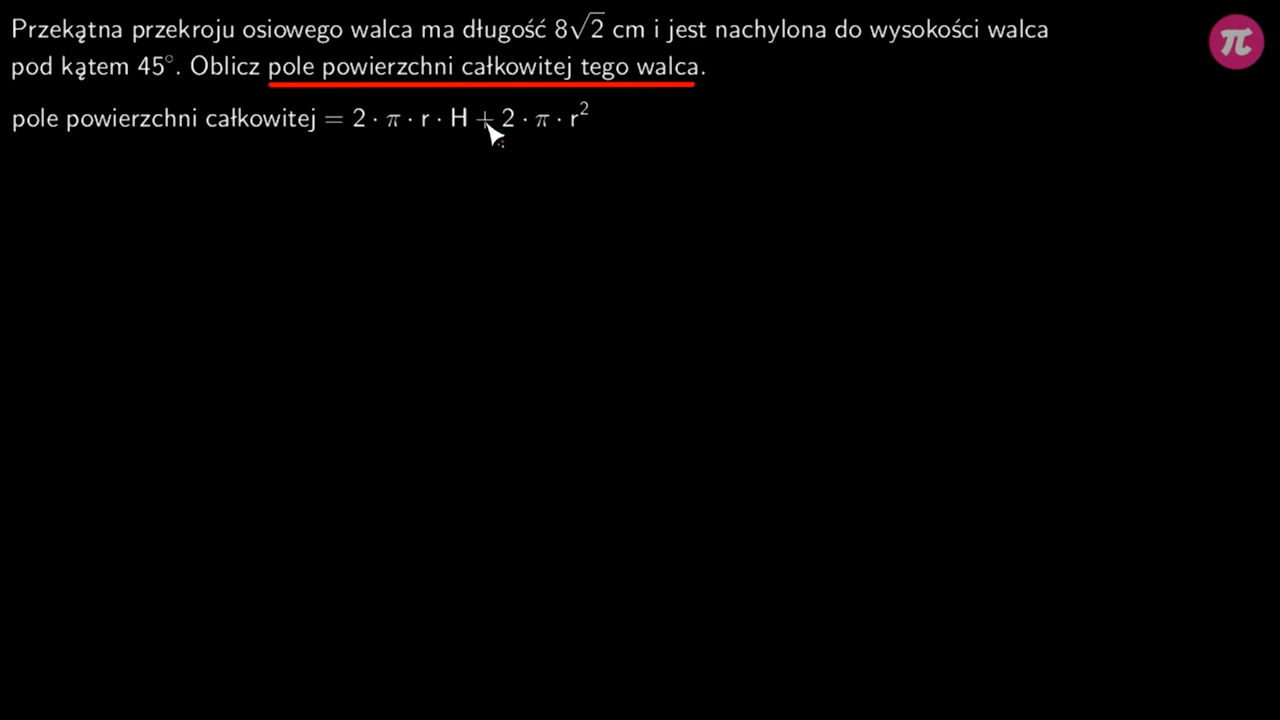 Przekątna przekroju osiowego walca ma długość 8√2 cm i jest nachylona do wysokości walca
pod kątem 45°. Oblicz pole powierzchni całkowitej tego walca.
pole powierzchni całkowitej = 2 · π · r · H + 2 · π · r²
π